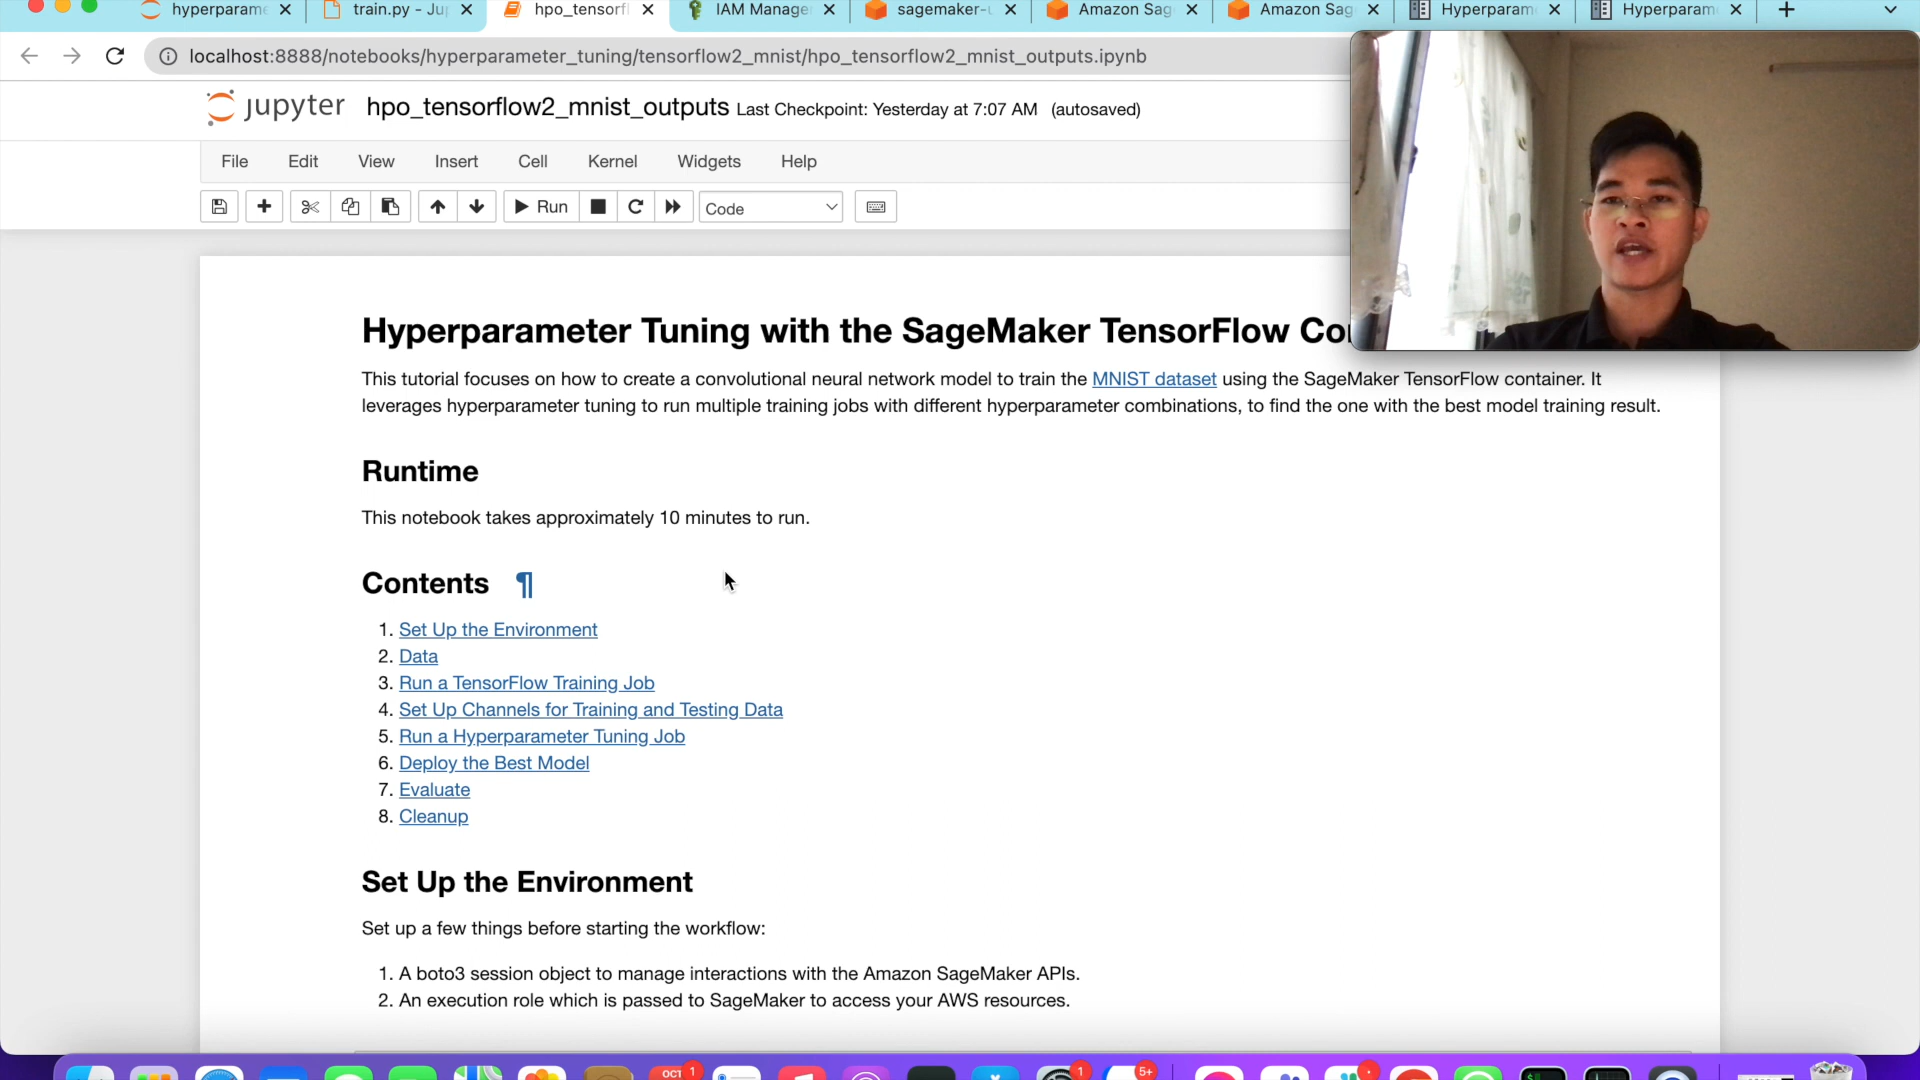 hyperparame
train.py - Ju
hpo_tensorfl
IAM Manage
sagemaker-u
Amazon Sag
Amazon Sag
Hyperparam
Hyperparam
localhost:8888/notebooks/hyperparameter_tuning/tensorflow2_mnist/hpo_tensorflow2_mnist_outputs.ipynb
jupyter hpo_tensorflow2_mnist_outputs Last Checkpoint: Yesterday at 7:07 AM (autosaved)
File Edit View Insert Cell Kernel Widgets Help
Run Code
Hyperparameter Tuning with the SageMaker TensorFlow Co
This tutorial focuses on how to create a convolutional neural network model to train the MNIST dataset using the SageMaker TensorFlow container. It
leverages hyperparameter tuning to run multiple training jobs with different hyperparameter combinations, to find the one with the best model training result.
Runtime
This notebook takes approximately 10 minutes to run.
Contents ¶
1. Set Up the Environment
2. Data
3. Run a TensorFlow Training Job
4. Set Up Channels for Training and Testing Data
5. Run a Hyperparameter Tuning Job
6. Deploy the Best Model
7. Evaluate
8. Cleanup
Set Up the Environment
Set up a few things before starting the workflow:
1. A boto3 session object to manage interactions with the Amazon SageMaker APIs.
2. An execution role which is passed to SageMaker to access your AWS resources.
OCT 1 1 5+